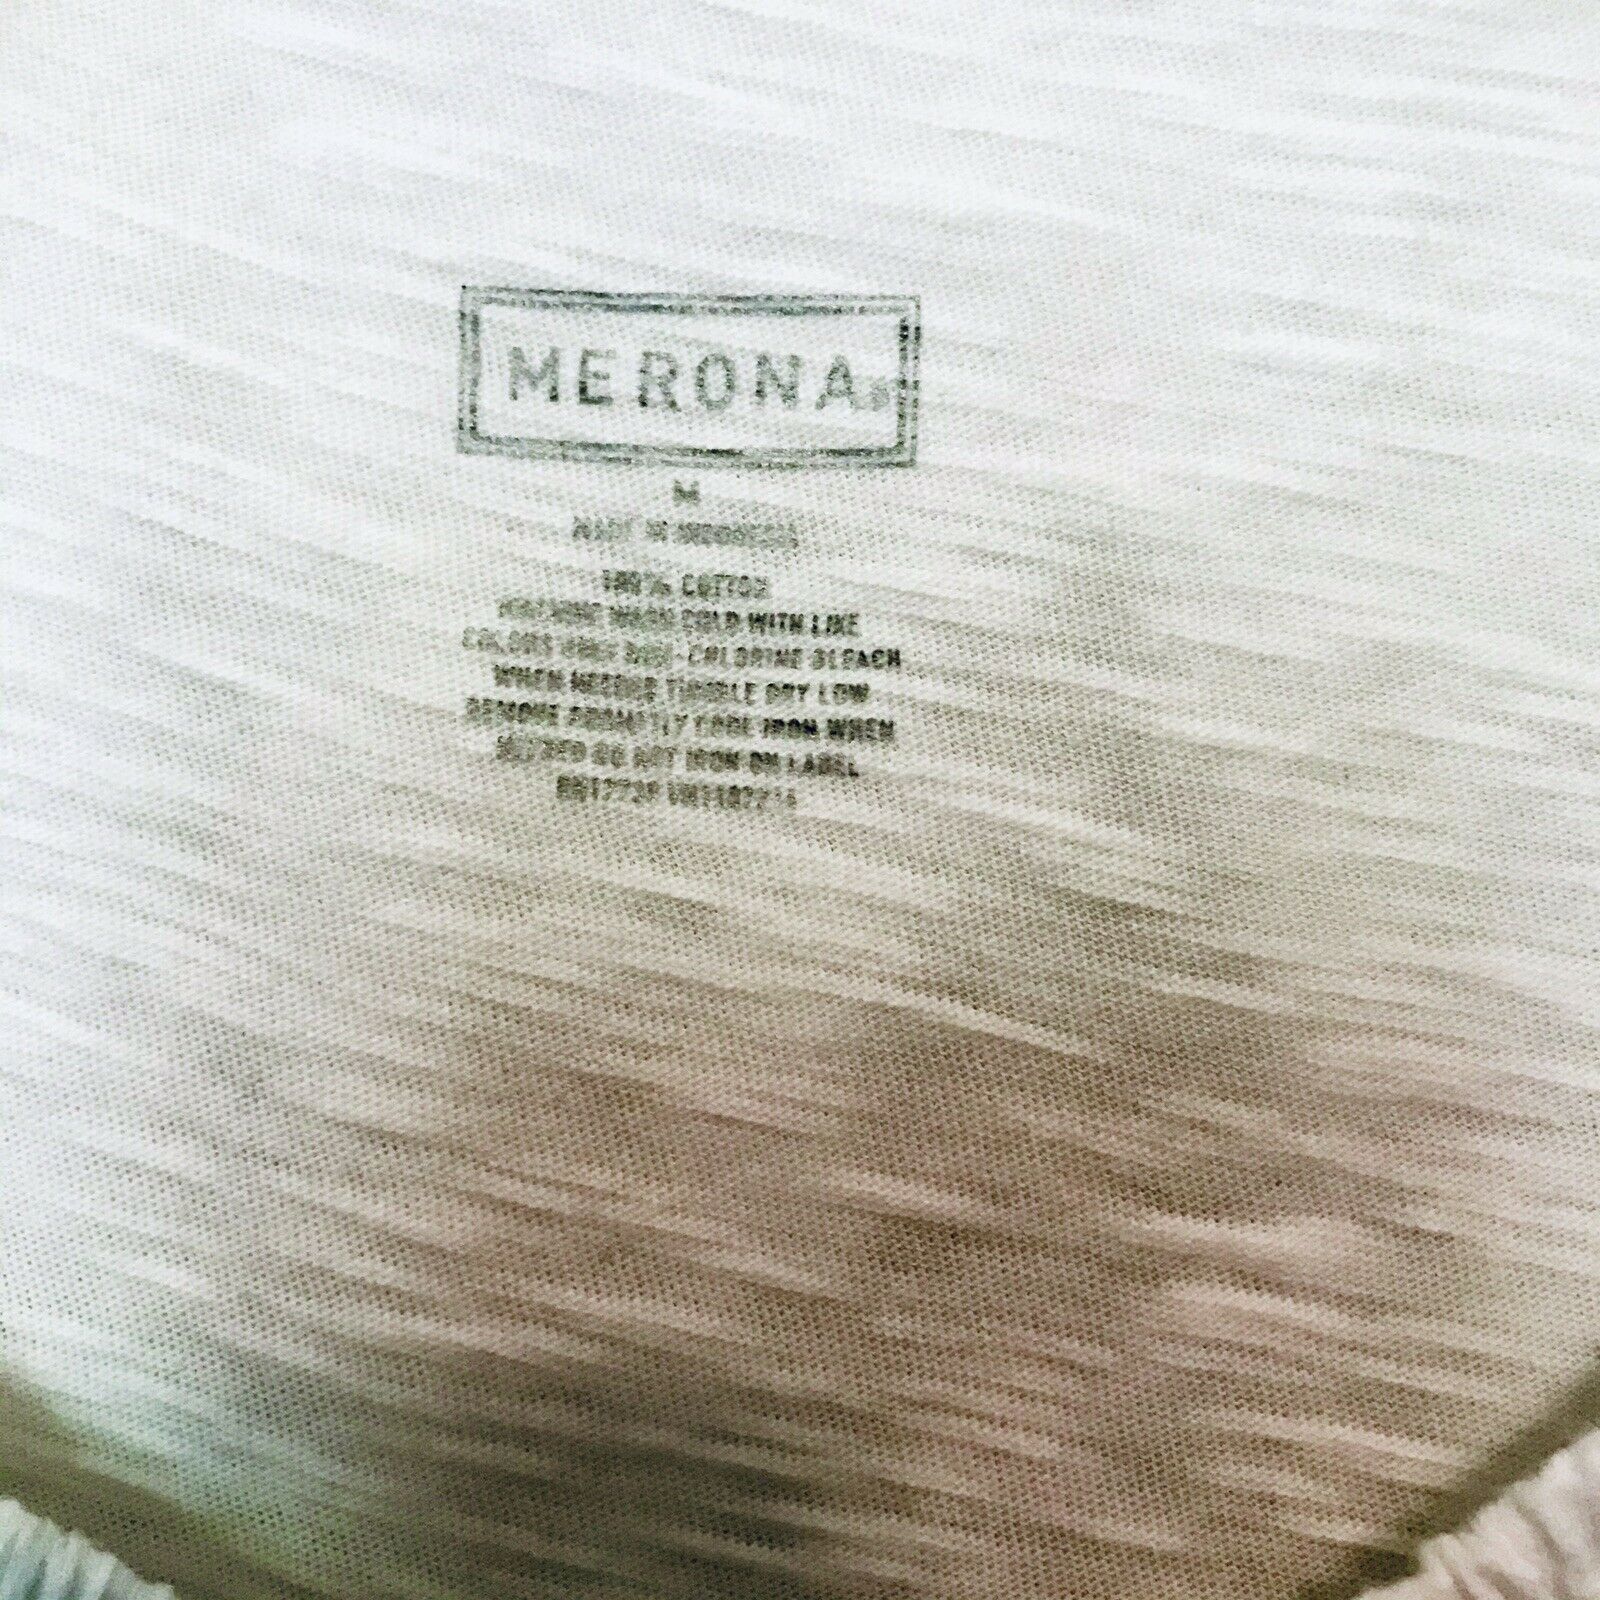 MERONA®
M
MADE IN INDONESIA
100% COTTON
MACHINE WASH COLD WITH LIKE
COLORS ONLY NON-CHLORINE BLEACH
WHEN NEEDED TUMBLE DRY LOW
REMOVE PROMPTLY COOL IRON WHEN
NEEDED DO NOT IRON ON LABEL